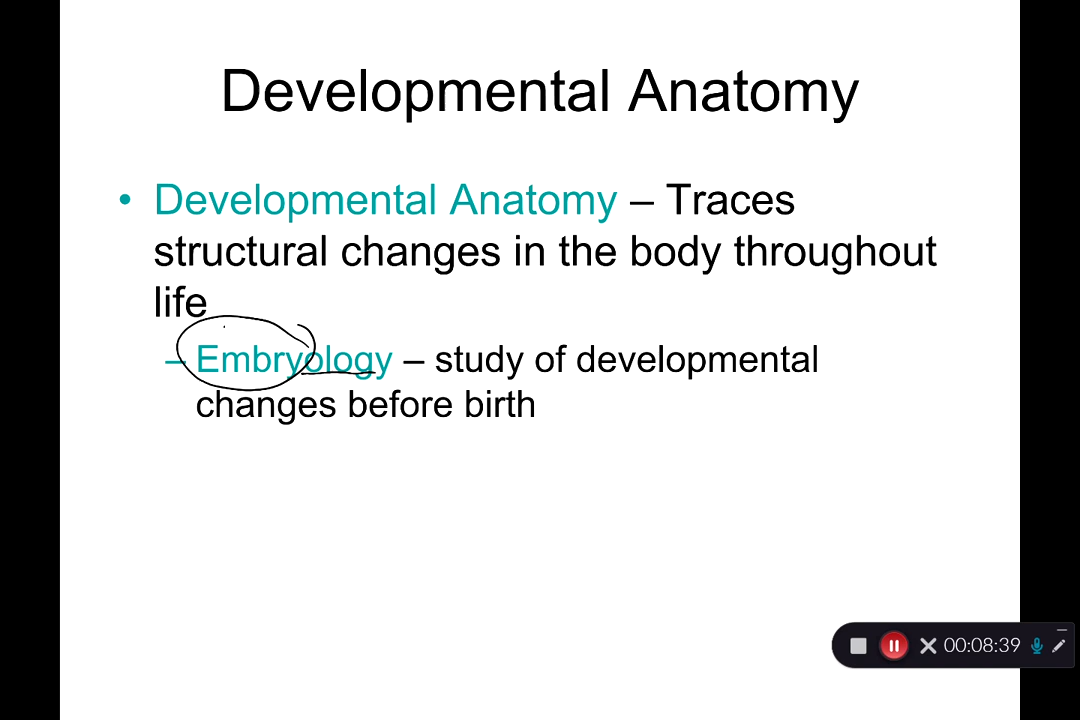 Developmental Anatomy
• Developmental Anatomy – Traces
structural changes in the body throughout
life
– Embryology – study of developmental
changes before birth
00:08:39